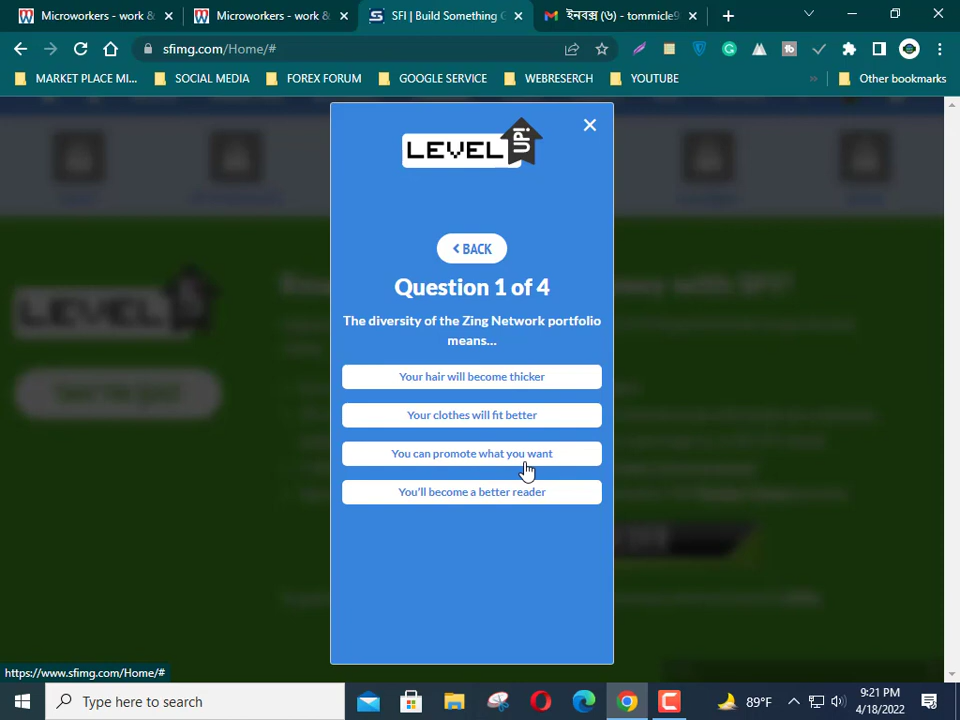 Microworkers - work &
Microworkers - work &
SFI | Build Something G
ইনবক্স (৬) - tommicle9
sfimg.com/Home/#
MARKET PLACE MI...
SOCIAL MEDIA
FOREX FORUM
GOOGLE SERVICE
WEBRESERCH
YOUTUBE
Other bookmarks
LEVEL UP!
BACK
Question 1 of 4
The diversity of the Zing Network portfolio
means...
Your hair will become thicker
Your clothes will fit better
You can promote what you want
You'll become a better reader
https://www.sfimg.com/Home/#
Type here to search
89°F
9:21 PM
4/18/2022